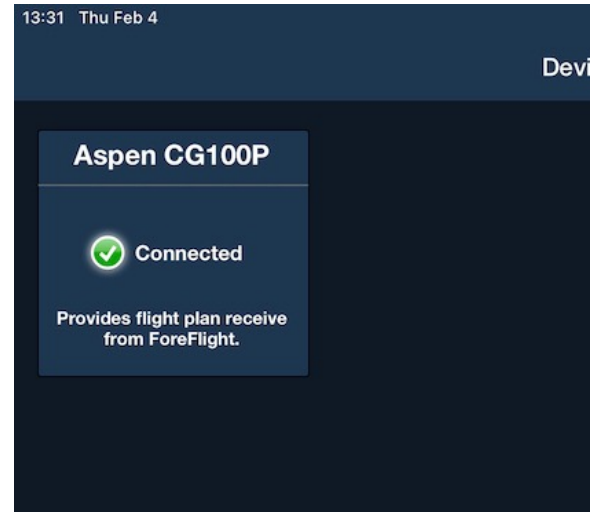 13:31 Thu Feb 4
Devi
Aspen CG100P
Connected
Provides flight plan receive
from ForeFlight.